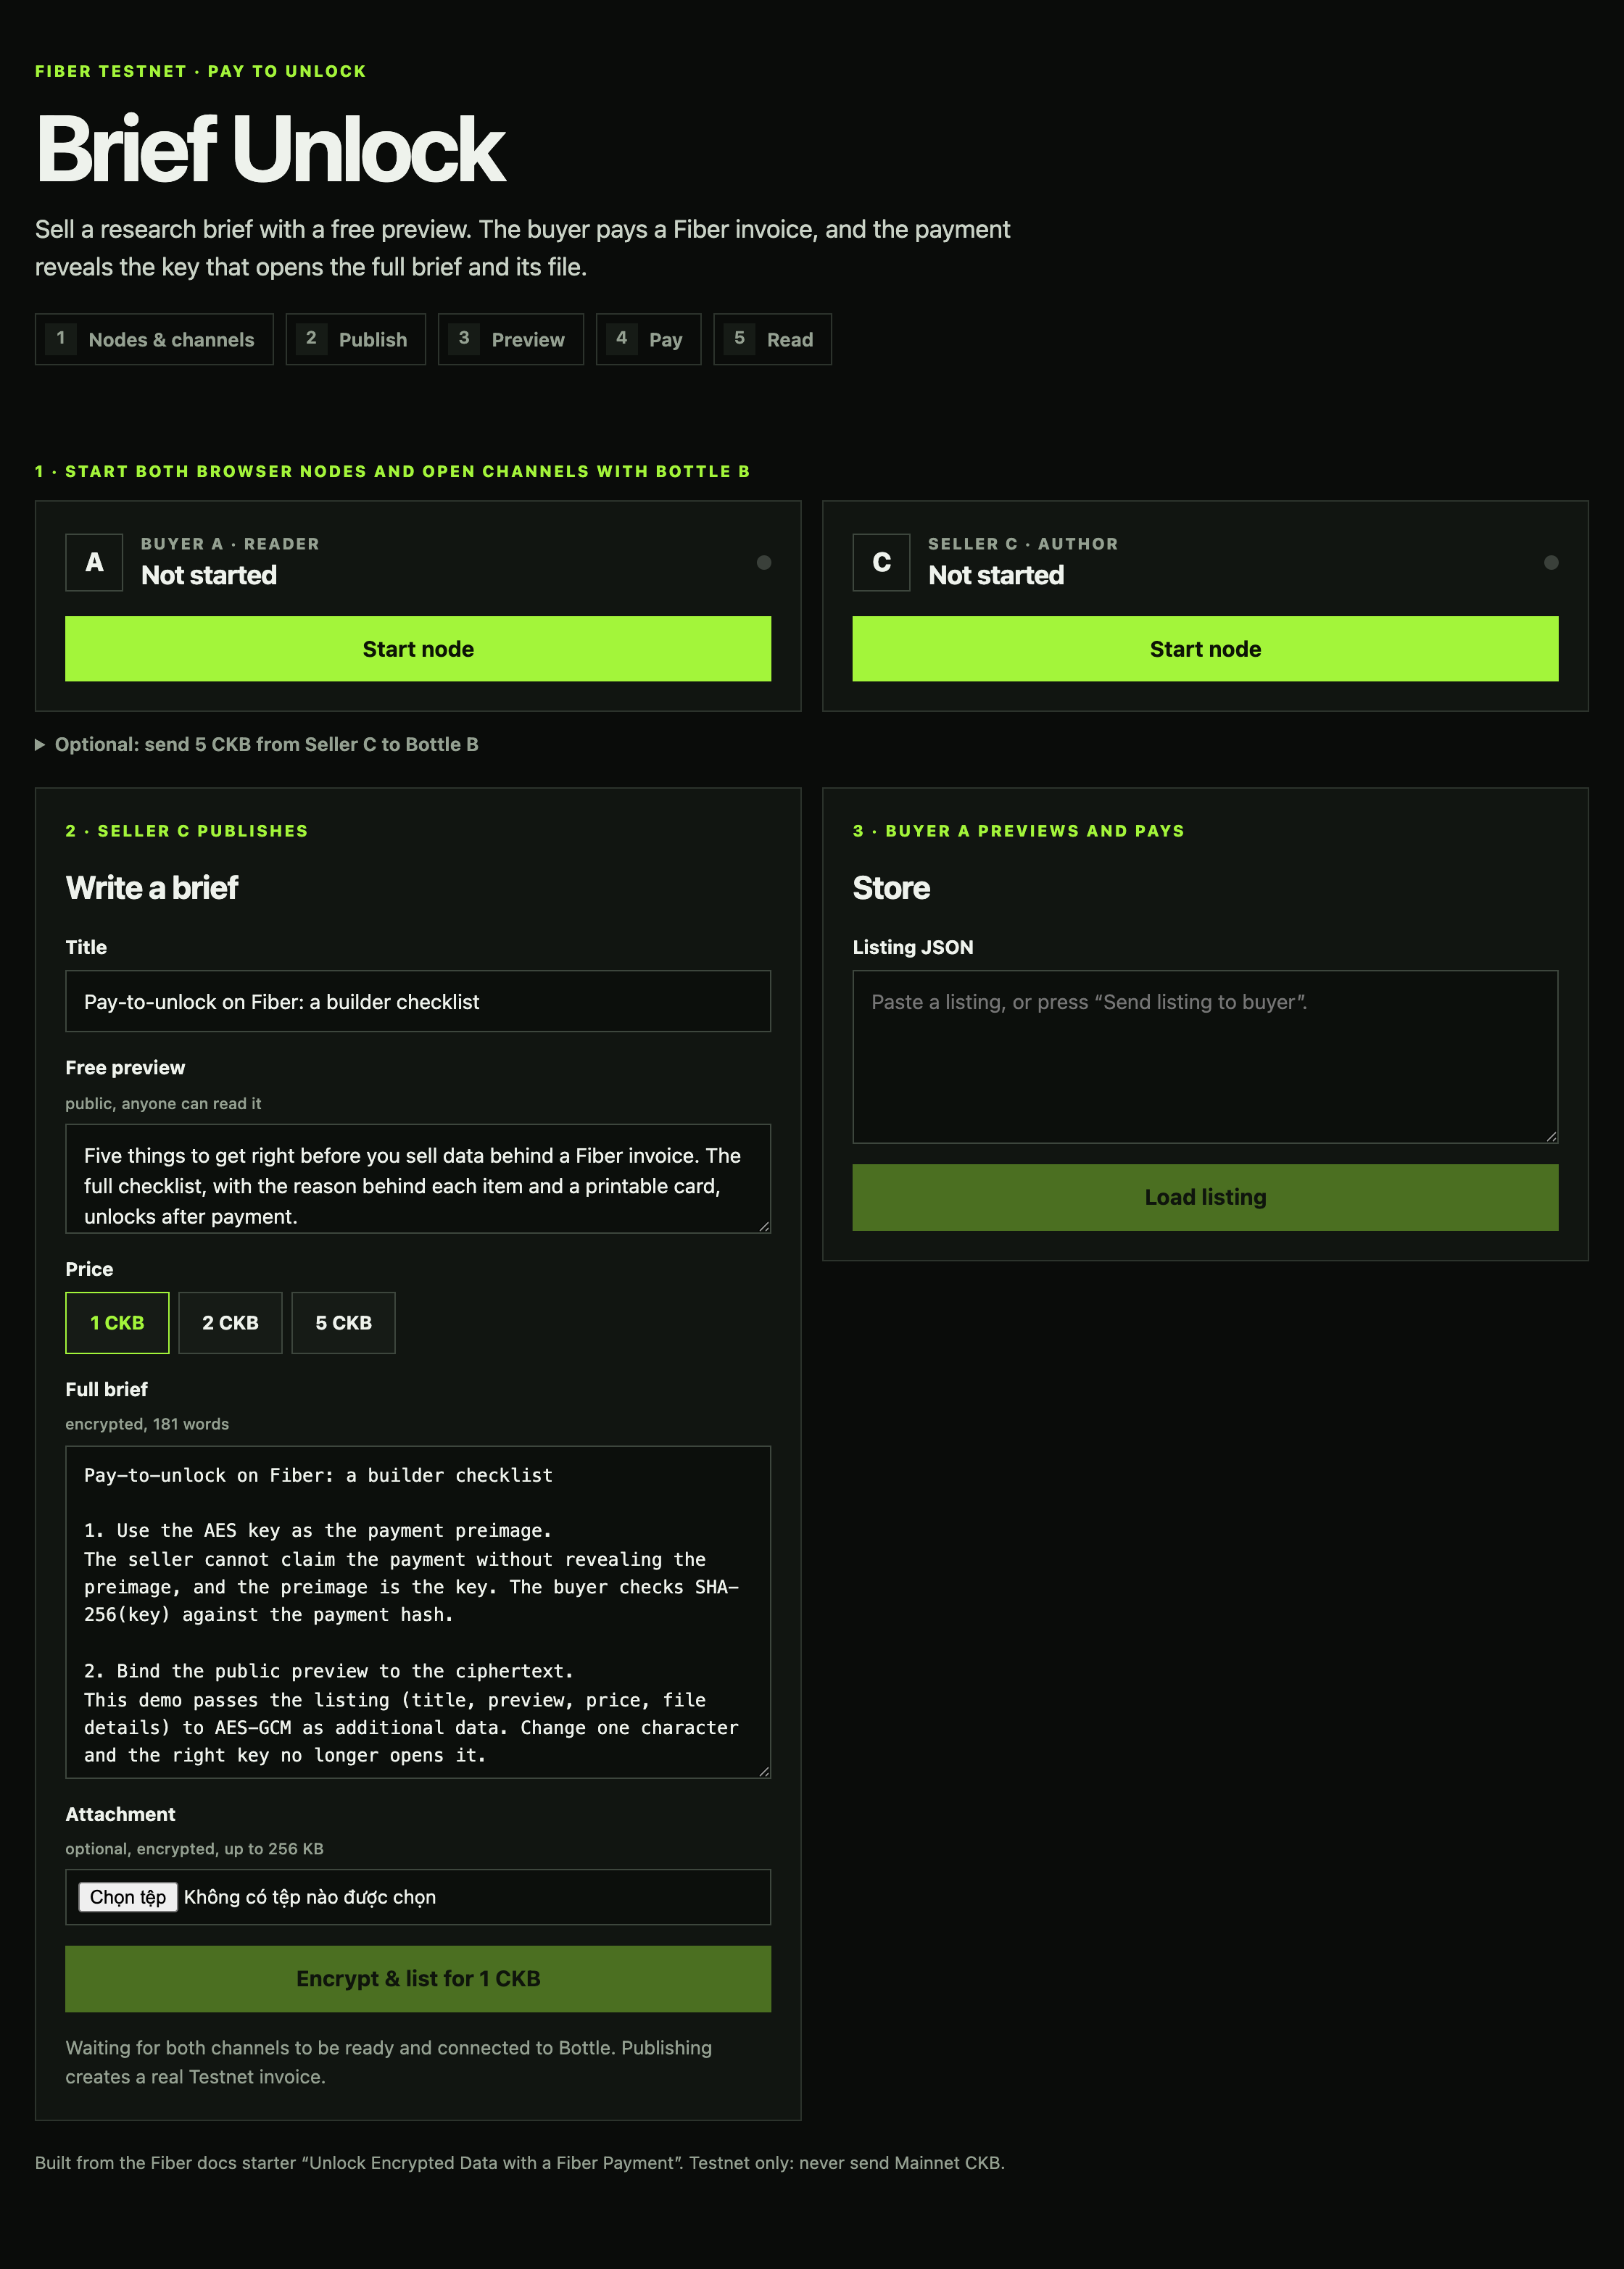 FIBER TESTNET · PAY TO UNLOCK
Brief Unlock
Sell a research brief with a free preview. The buyer pays a Fiber invoice, and the payment
reveals the key that opens the full brief and its file.
1 Nodes & channels
2 Publish
3 Preview
4 Pay
5 Read
1 · START BOTH BROWSER NODES AND OPEN CHANNELS WITH BOTTLE B
A
BUYER A · READER
Not started
Start node
C
SELLER C · AUTHOR
Not started
Start node
Optional: send 5 CKB from Seller C to Bottle B
2 · SELLER C PUBLISHES
Write a brief
Title
Pay-to-unlock on Fiber: a builder checklist
Free preview
public, anyone can read it
Five things to get right before you sell data behind a Fiber invoice. The
full checklist, with the reason behind each item and a printable card,
unlocks after payment.
Price
1 CKB
2 CKB
5 CKB
Full brief
encrypted, 181 words
Pay-to-unlock on Fiber: a builder checklist
1. Use the AES key as the payment preimage.
The seller cannot claim the payment without revealing the
preimage, and the preimage is the key. The buyer checks SHA-
256(key) against the payment hash.
2. Bind the public preview to the ciphertext.
This demo passes the listing (title, preview, price, file
details) to AES-GCM as additional data. Change one character
and the right key no longer opens it.
Attachment
optional, encrypted, up to 256 KB
Chọn tệp Không có tệp nào được chọn
Encrypt & list for 1 CKB
Waiting for both channels to be ready and connected to Bottle. Publishing
creates a real Testnet invoice.
3 · BUYER A PREVIEWS AND PAYS
Store
Listing JSON
Paste a listing, or press “Send listing to buyer”.
Load listing
Built from the Fiber docs starter “Unlock Encrypted Data with a Fiber Payment”. Testnet only: never send Mainnet CKB.